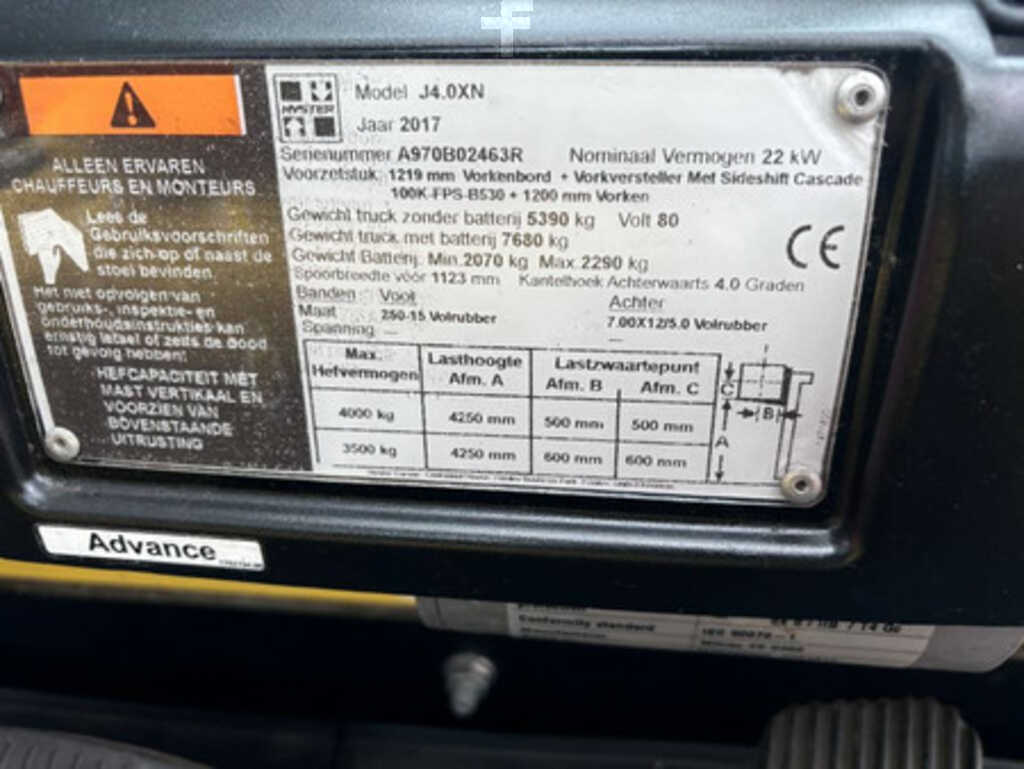 ALLEEN ERVAREN
CHAUFFEURS EN MONTEURS
Lees de
Gebruiksvoorschriften
die zich op of naast de
stoel bevinden.
Het niet opvolgen van
gebruiks-, inspektie- en
onderhoudsinstrukties kan
ernstig letsel of zelfs de dood
tot gevolg hebben!
HEFCAPACITEIT MET
MAST VERTIKAAL EN
VOORZIEN VAN
BOVENSTAANDE
UITRUSTING
HYSTER
Model J4.0XN
Jaar 2017
Serienummer A970B02463R Nominaal Vermogen 22 kW
Voorzetstuk: 1219 mm Vorkenbord + Vorkversteller Met Sideshift Cascade
100K-FPS-B530 + 1200 mm Vorken
Gewicht truck zonder batterij 5390 kg Volt 80
Gewicht truck met batterij 7680 kg
Gewicht Batterij: Min.2070 kg Max.2290 kg
Spoorbreedte vóór 1123 mm Kantelhoek Achterwaarts 4.0 Graden
CE
Banden: Voor Achter
Maat 250-15 Volrubber 7.00X12/5.0 Volrubber
Spanning — —
Max. Hefvermogen Lasthoogte Afm. A Lastzwaartepunt Afm. B Afm. C
4000 kg 4250 mm 500 mm 500 mm
3500 kg 4250 mm 600 mm 600 mm
C
B
A
Advance
Conformity standard